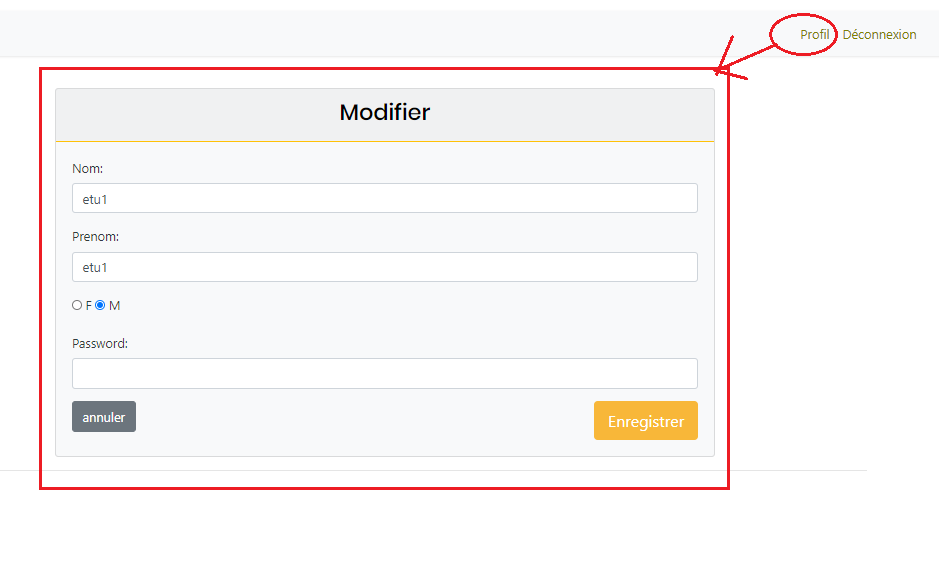 Profil Déconnexion
Modifier
Nom:
etu1
Prenom:
etu1
F M
Password:
annuler Enregistrer